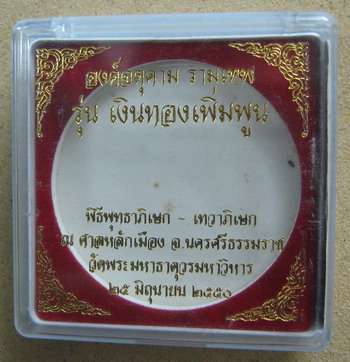 องค์จตุคาม รามเทพ
รุ่น เงินทองเพิ่มพูน
พิธีพุทธาภิเษก - เทวาภิเษก
ณ ศาลหลักเมือง จ.นครศรีธรรมราช
วัดพระมหาธาตุวรมหาวิหาร
๒๕ มิถุนายน ๒๕๕๐